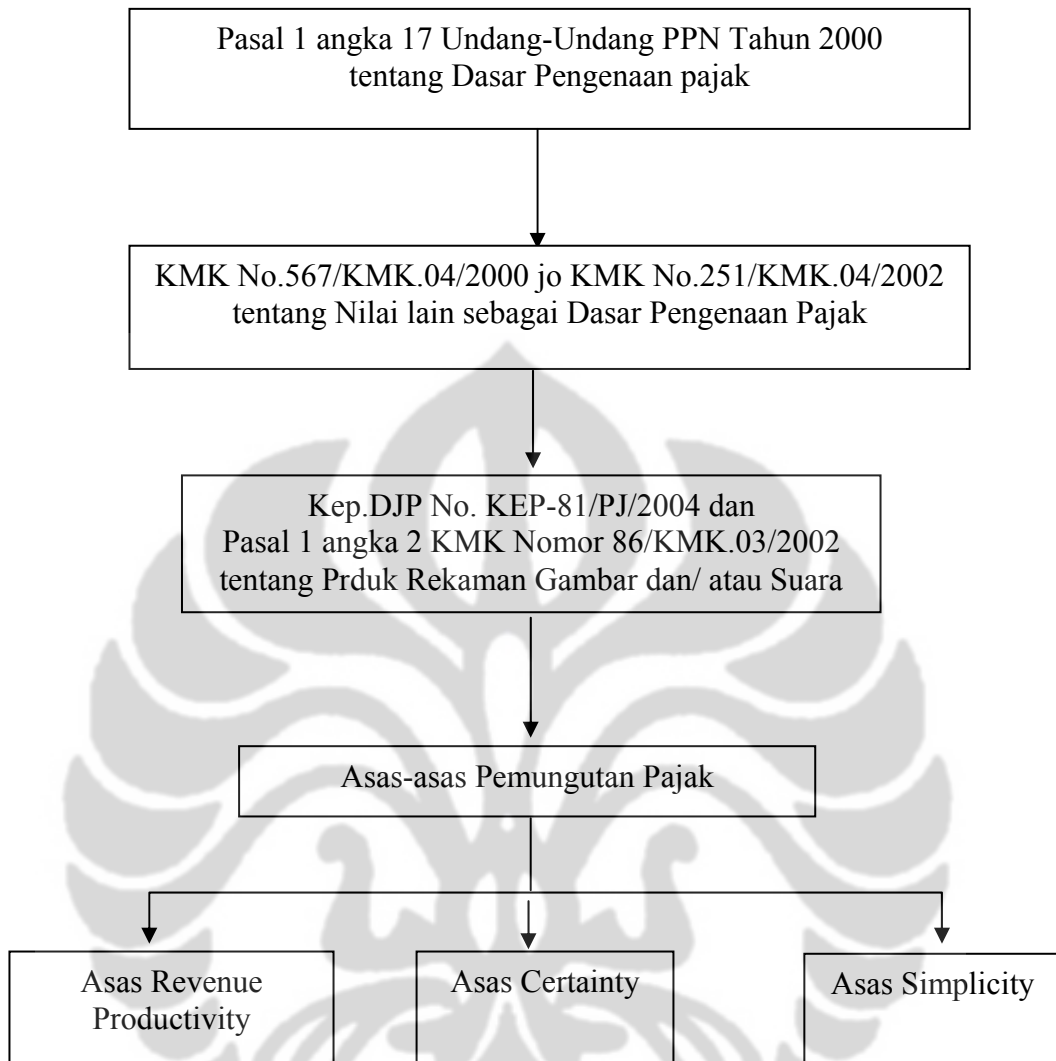 Pasal 1 angka 17 Undang-Undang PPN Tahun 2000
tentang Dasar Pengenaan pajak
KMK No.567/KMK.04/2000 jo KMK No.251/KMK.04/2002
tentang Nilai lain sebagai Dasar Pengenaan Pajak
Kep.DJP No. KEP-81/PJ/2004 dan
Pasal 1 angka 2 KMK Nomor 86/KMK.03/2002
tentang Prduk Rekaman Gambar dan/ atau Suara
Asas-asas Pemungutan Pajak
Asas Revenue
Productivity
Asas Certainty
Asas Simplicity